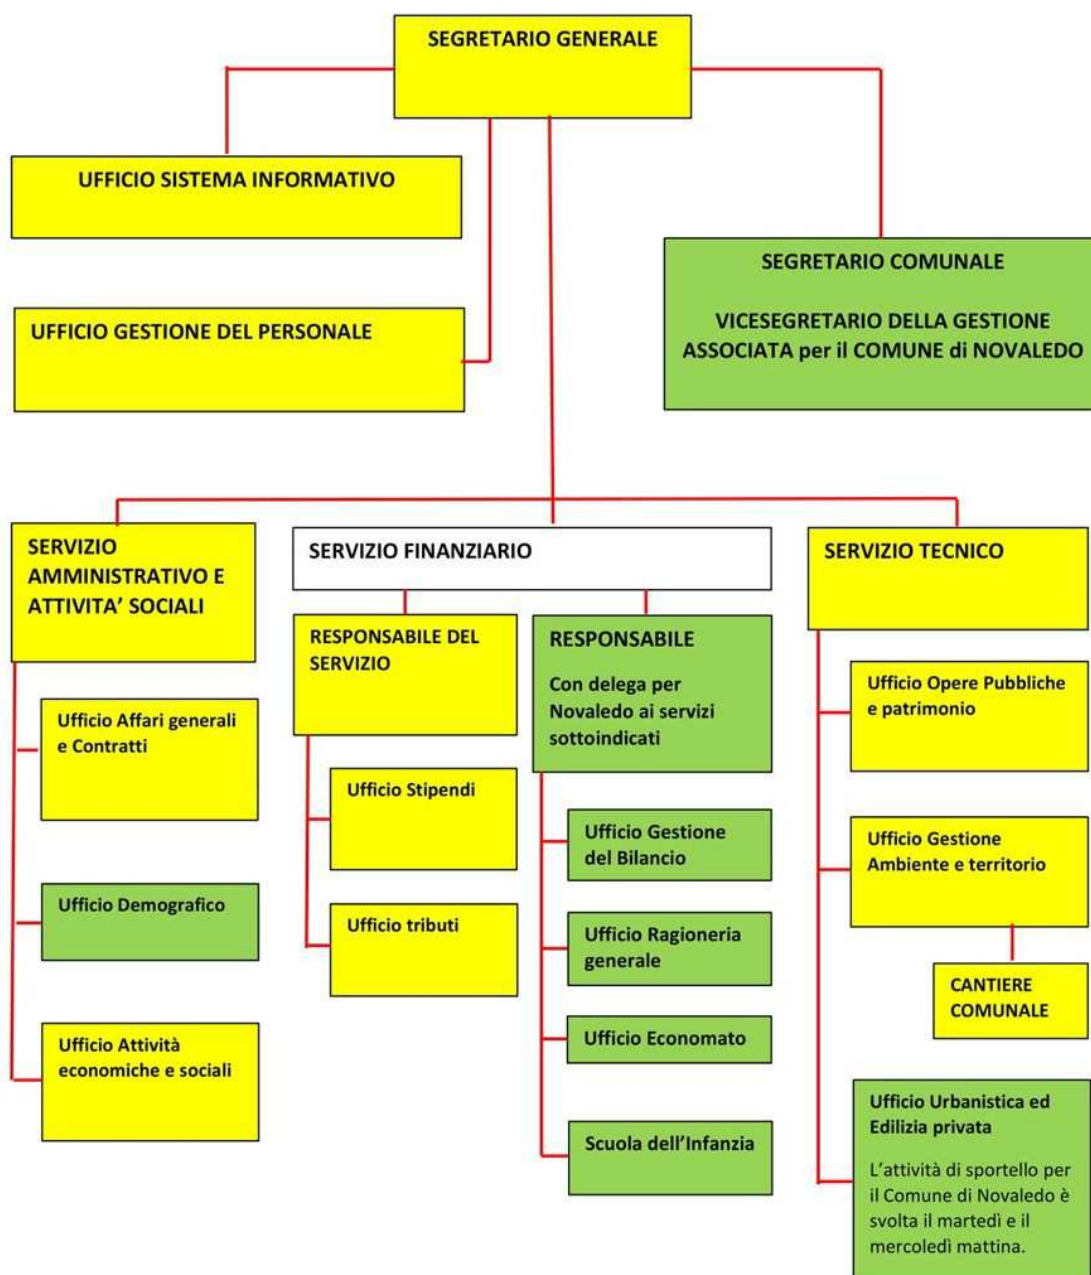 SEGRETARIO GENERALE
UFFICIO SISTEMA INFORMATIVO
UFFICIO GESTIONE DEL PERSONALE
SEGRETARIO COMUNALE
VICESEGRETARIO DELLA GESTIONE
ASSOCIATA per il COMUNE di NOVALEDO
SERVIZIO
AMMINISTRATIVO E
ATTIVITA’ SOCIALI
Ufficio Affari generali
e Contratti
Ufficio Demografico
Ufficio Attività
economiche e sociali
SERVIZIO FINANZIARIO
RESPONSABILE DEL
SERVIZIO
Ufficio Stipendi
Ufficio tributi
RESPONSABILE
Con delega per
Novaledo ai servizi
sottoindicati
Ufficio Gestione
del Bilancio
Ufficio Ragioneria
generale
Ufficio Economato
Scuola dell’Infanzia
SERVIZIO TECNICO
Ufficio Opere Pubbliche
e patrimonio
Ufficio Gestione
Ambiente e territorio
CANTIERE
COMUNALE
Ufficio Urbanistica ed
Edilizia privata
L’attività di sportello per
il Comune di Novaledo è
svolta il martedì e il
mercoledì mattina.